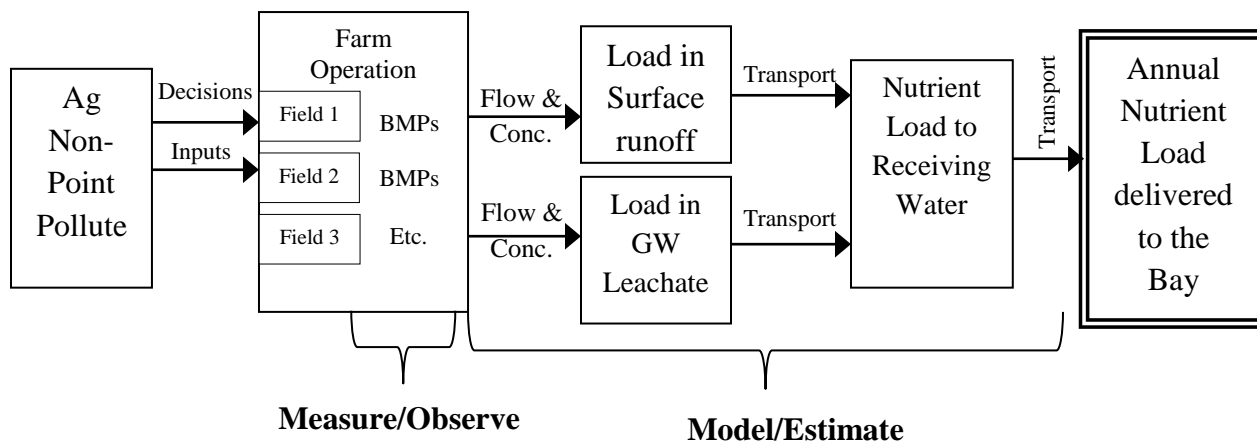 Ag
Non-
Point
Pollute
Decisions
Inputs
Farm
Operation
Field 1
BMPs
Field 2
BMPs
Field 3
Etc.
Flow &
Conc.
Flow &
Conc.
Load in
Surface
runoff
Load in
GW
Leachate
Transport
Transport
Nutrient
Load to
Receiving
Water
Transport
Annual
Nutrient
Load
delivered
to the
Bay
Measure/Observe
Model/Estimate